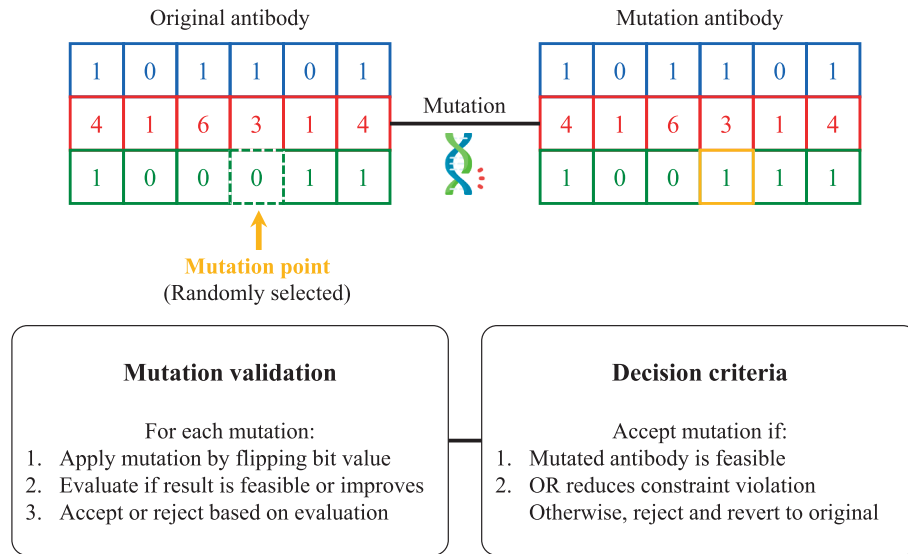 Original antibody
Mutation antibody
1 0 1 1 0 1
1 0 1 1 0 1
4 1 6 3 1 4
Mutation
4 1 6 3 1 4
1 0 0 0 1 1
1 0 0 1 1 1
Mutation point
(Randomly selected)
Mutation validation
For each mutation:
1. Apply mutation by flipping bit value
2. Evaluate if result is feasible or improves
3. Accept or reject based on evaluation
Decision criteria
Accept mutation if:
1. Mutated antibody is feasible
2. OR reduces constraint violation
Otherwise, reject and revert to original